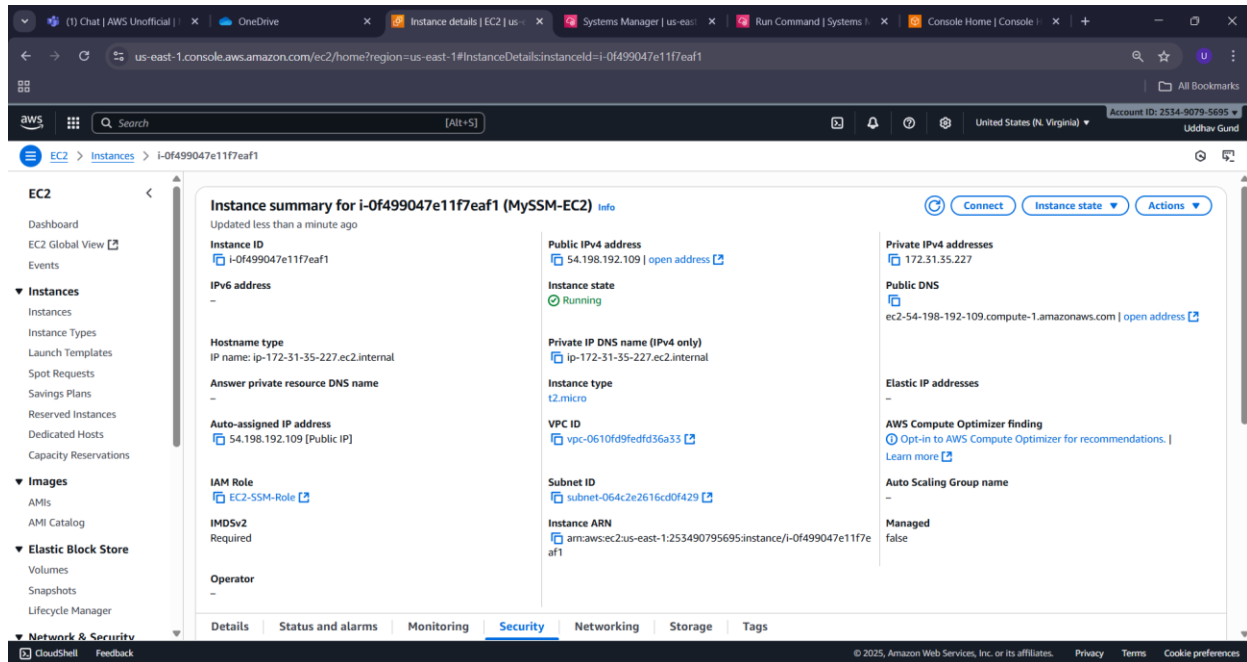 (1) Chat | AWS Unofficial |
OneDrive
Instance details | EC2 | us-e
Systems Manager | us-east
Run Command | Systems M
Console Home | Console H
us-east-1.console.aws.amazon.com/ec2/home?region=us-east-1#InstanceDetails:instanceId=i-0f499047e11f7eaf1
U
All Bookmarks
aws
Search
[Alt+S]
United States (N. Virginia)
Account ID: 2534-9079-5695
Uddhav Gund
EC2 > Instances > i-0f499047e11f7eaf1
EC2
Dashboard
EC2 Global View
Events
Instances
Instances
Instance Types
Launch Templates
Spot Requests
Savings Plans
Reserved Instances
Dedicated Hosts
Capacity Reservations
Images
AMIs
AMI Catalog
Elastic Block Store
Volumes
Snapshots
Lifecycle Manager
Network & Security
Instance summary for i-0f499047e11f7eaf1 (MySSM-EC2) Info
Updated less than a minute ago
Connect
Instance state
Actions
Instance ID
i-0f499047e11f7eaf1
Public IPv4 address
54.198.192.109 | open address
Private IPv4 addresses
172.31.35.227
IPv6 address
–
Instance state
Running
Public DNS
ec2-54-198-192-109.compute-1.amazonaws.com | open address
Hostname type
IP name: ip-172-31-35-227.ec2.internal
Private IP DNS name (IPv4 only)
ip-172-31-35-227.ec2.internal
Answer private resource DNS name
–
Instance type
t2.micro
Elastic IP addresses
–
Auto-assigned IP address
54.198.192.109 [Public IP]
VPC ID
vpc-0610fd9fedfd36a33
AWS Compute Optimizer finding
Opt-in to AWS Compute Optimizer for recommendations. |
Learn more
IAM Role
EC2-SSM-Role
Subnet ID
subnet-064c2e2616cd0f429
Auto Scaling Group name
–
IMDSv2
Required
Instance ARN
arn:aws:ec2:us-east-1:253490795695:instance/i-0f499047e11f7e
af1
Managed
false
Operator
–
Details
Status and alarms
Monitoring
Security
Networking
Storage
Tags
CloudShell
Feedback
© 2025, Amazon Web Services, Inc. or its affiliates.
Privacy
Terms
Cookie preferences